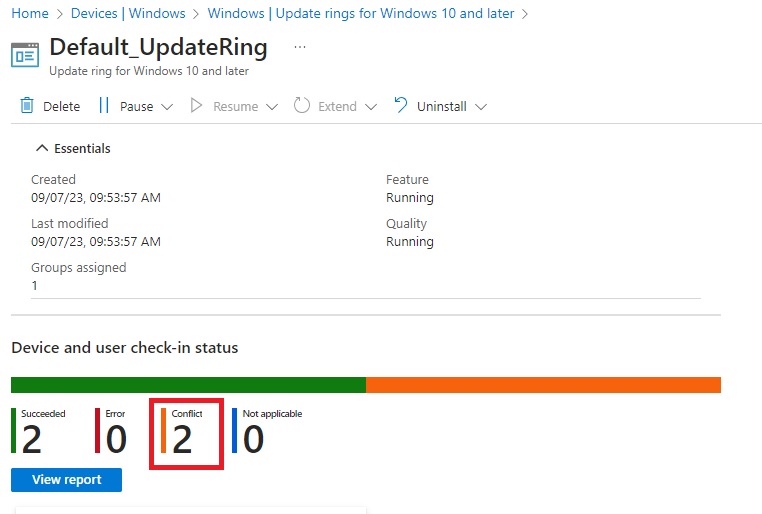 Home > Devices | Windows > Windows | Update rings for Windows 10 and later >
Default_UpdateRing ...
Update ring for Windows 10 and later
Delete Pause Resume Extend Uninstall
Essentials
Created
09/07/23, 09:53:57 AM
Feature
Running
Last modified
09/07/23, 09:53:57 AM
Quality
Running
Groups assigned
1
Device and user check-in status
Succeeded
2
Error
0
Conflict
2
Not applicable
0
View report